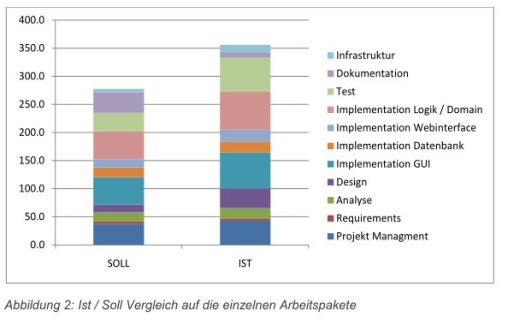 400.0
350.0
300.0
250.0
200.0
150.0
100.0
50.0
0.0
SOLL
IST
Infrastruktur
Dokumentation
Test
Implementation Logik / Domain
Implementation Webinterface
Implementation Datenbank
Implementation GUI
Design
Analyse
Requirements
Projekt Managment
Abbildung 2: Ist / Soll Vergleich auf die einzelnen Arbeitspakete